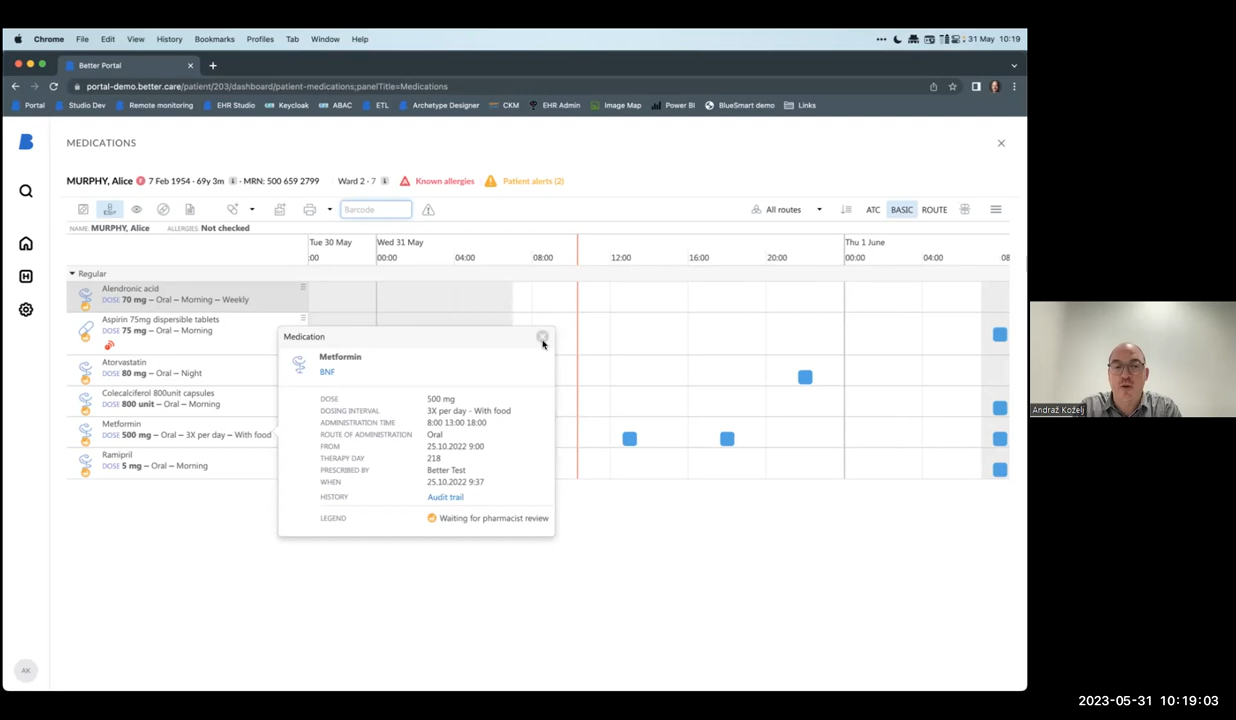 Chrome File Edit View History Bookmarks Profiles Tab Window Help 31 May 10:19
Better Portal
portal-demo.better.care/patient/203/dashboard/patient-medications;panelTitle=Medications
Portal Studio Dev Remote monitoring EHR Studio Keycloak ABAC ETL Archetype Designer CKM EHR Admin Image Map Power BI BlueSmart demo Links
MEDICATIONS
MURPHY, Alice 7 Feb 1954 · 69y 3m · MRN: 500 659 2799 Ward 2 · 7 Known allergies Patient alerts (2)
Barcode All routes ATC BASIC ROUTE
NAME MURPHY, Alice ALLERGIES Not checked
Tue 30 May Wed 31 May Thu 1 June
:00 00:00 04:00 08:00 12:00 16:00 20:00 00:00 04:00 08
Regular
Alendronic acid
DOSE 70 mg – Oral – Morning – Weekly
Aspirin 75mg dispersible tablets
DOSE 75 mg – Oral – Morning
Atorvastatin
DOSE 80 mg – Oral – Night
Colecalciferol 800unit capsules
DOSE 800 unit – Oral – Morning
Metformin
DOSE 500 mg – Oral – 3X per day – With food
Ramipril
DOSE 5 mg – Oral – Morning
Medication
Metformin
BNF
DOSE 500 mg
DOSING INTERVAL 3X per day - With food
ADMINISTRATION TIME 8:00 13:00 18:00
ROUTE OF ADMINISTRATION Oral
FROM 25.10.2022 9:00
THERAPY DAY 218
PRESCRIBED BY Better Test
WHEN 25.10.2022 9:37
HISTORY Audit trail
LEGEND Waiting for pharmacist review
AK
Andraž Koželj
2023-05-31 10:19:03